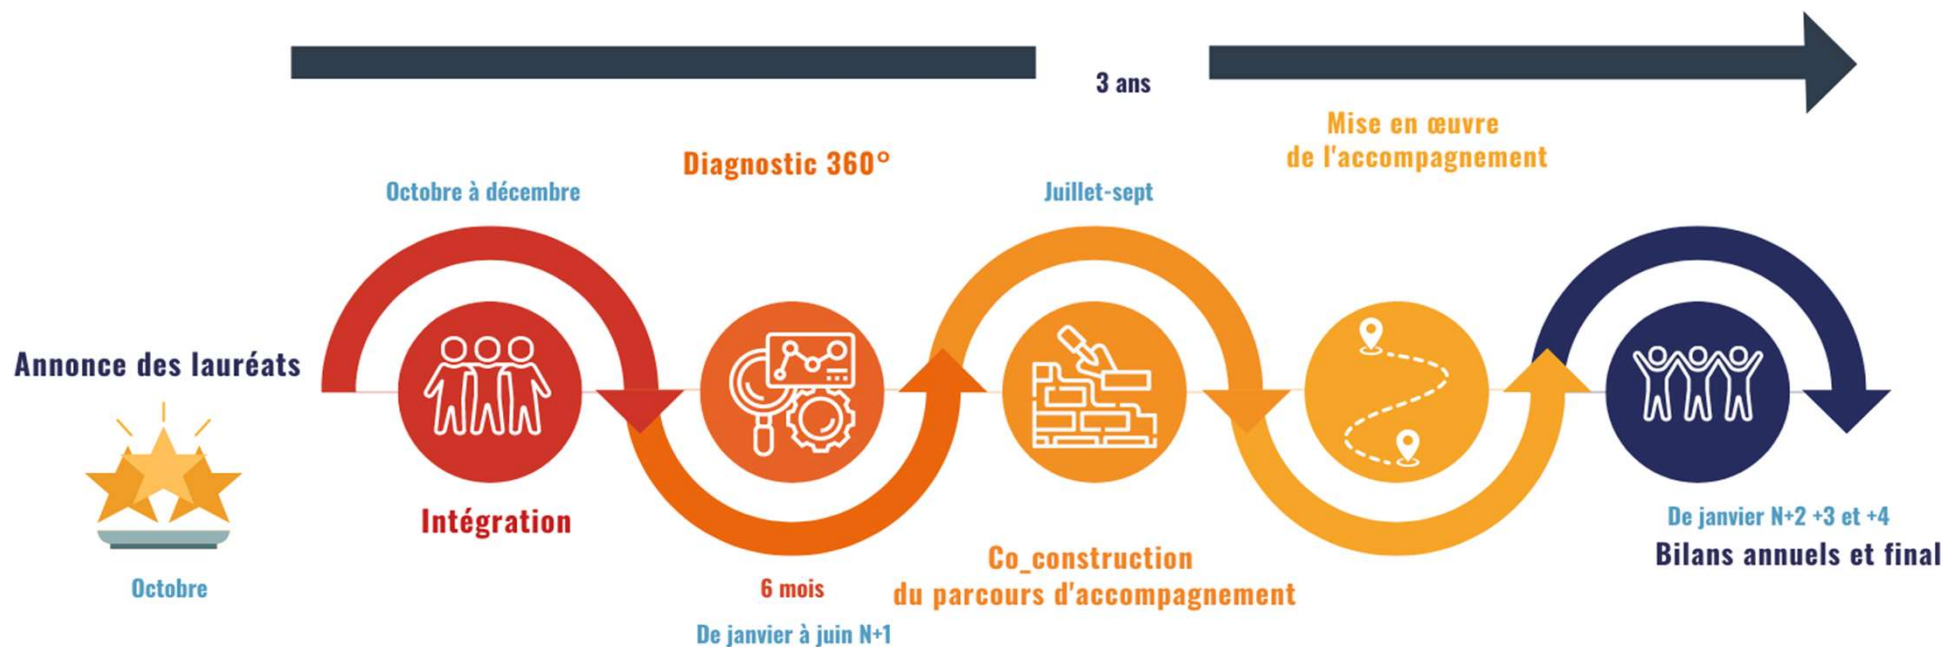 3 ans
Annonce des lauréats
Octobre
Octobre à décembre
Intégration
Diagnostic 360°
6 mois
De janvier à juin N+1
Juillet-sept
Co_construction
du parcours d'accompagnement
Mise en œuvre
de l'accompagnement
De janvier N+2 +3 et +4
Bilans annuels et final